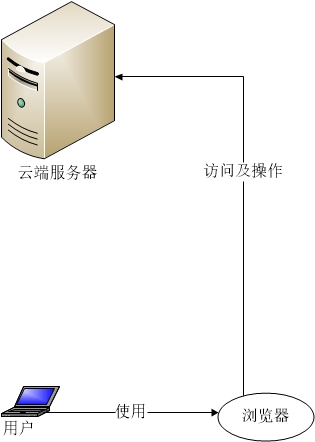 云端服务器
访问及操作
使用
浏览器
用户